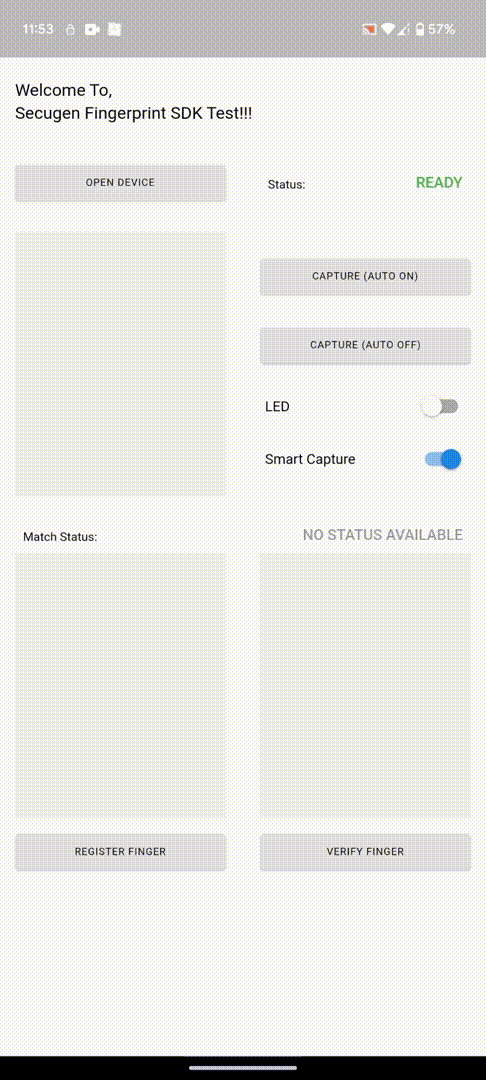 11:53
57%
Welcome To,
Secugen Fingerprint SDK Test!!!
OPEN DEVICE
Status:
READY
CAPTURE (AUTO ON)
CAPTURE (AUTO OFF)
LED
Smart Capture
Match Status:
NO STATUS AVAILABLE
REGISTER FINGER
VERIFY FINGER